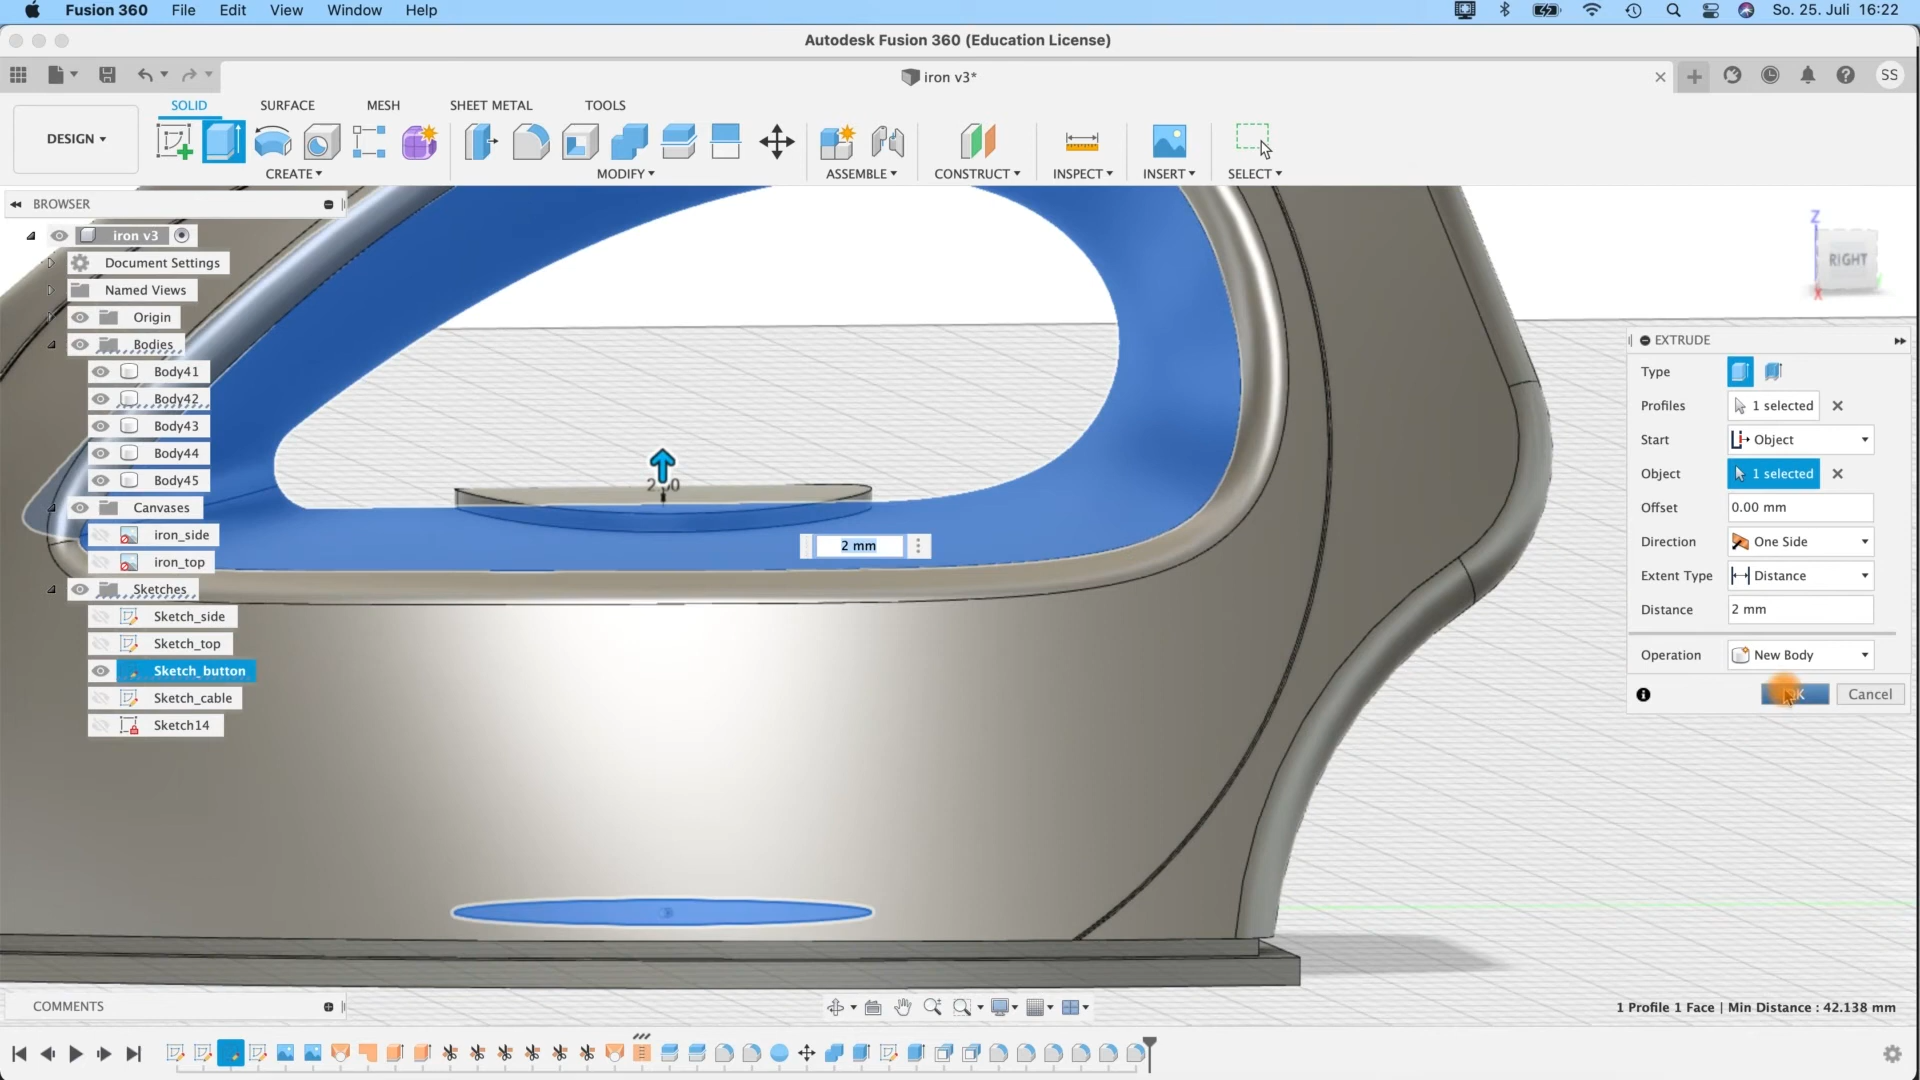 Fusion 360 File Edit View Window Help So. 25. Juli 16:22
Autodesk Fusion 360 (Education License)
iron v3* SS
DESIGN
SOLID SURFACE MESH SHEET METAL TOOLS
CREATE MODIFY ASSEMBLE CONSTRUCT INSPECT INSERT SELECT
BROWSER
iron v3
Document Settings
Named Views
Origin
Bodies
Body41
Body42
Body43
Body44
Body45
Canvases
iron_side
iron_top
Sketches
Sketch_side
Sketch_top
Sketch_button
Sketch_cable
Sketch14
Z
RIGHT
X
2 mm
EXTRUDE
Type
Profiles 1 selected
Start Object
Object 1 selected
Offset 0.00 mm
Direction One Side
Extent Type Distance
Distance 2 mm
Operation New Body
OK Cancel
COMMENTS
1 Profile 1 Face | Min Distance : 42.138 mm